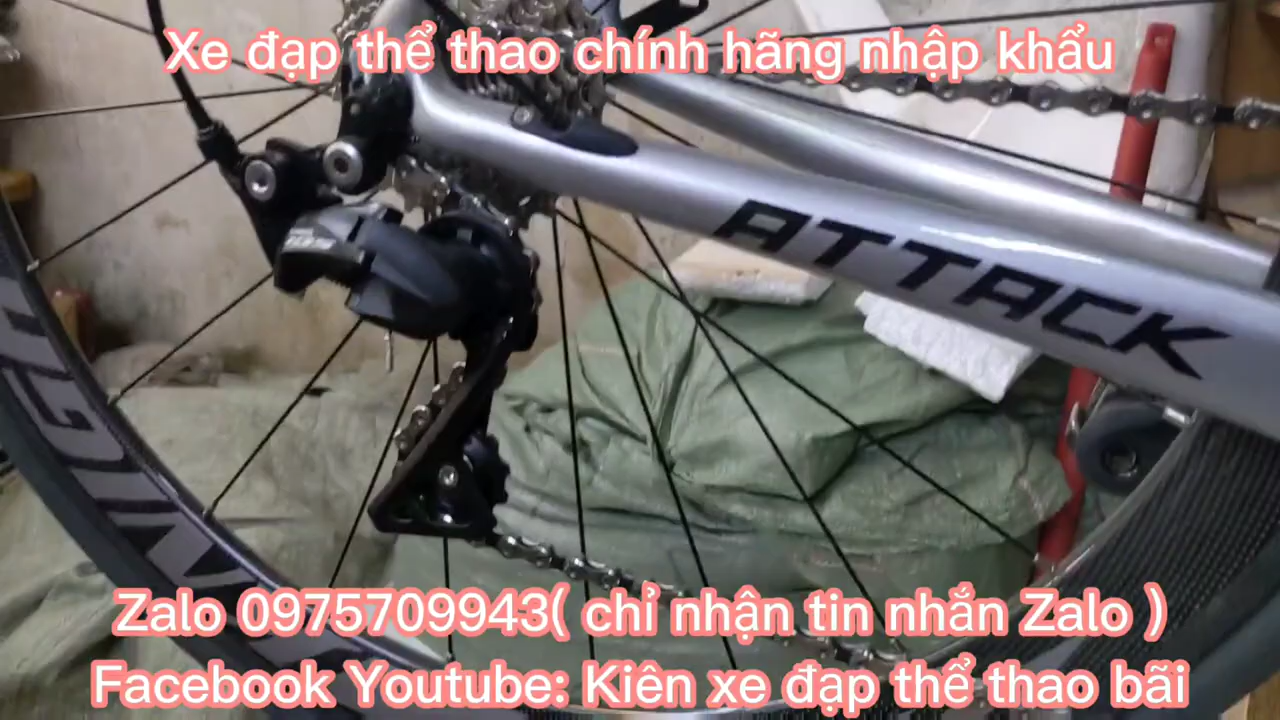 Xe đạp thể thao chính hãng nhập khẩu
ATTACK
Zalo 0975709943( chỉ nhận tin nhắn Zalo )
Facebook Youtube: Kiên xe đạp thể thao bãi